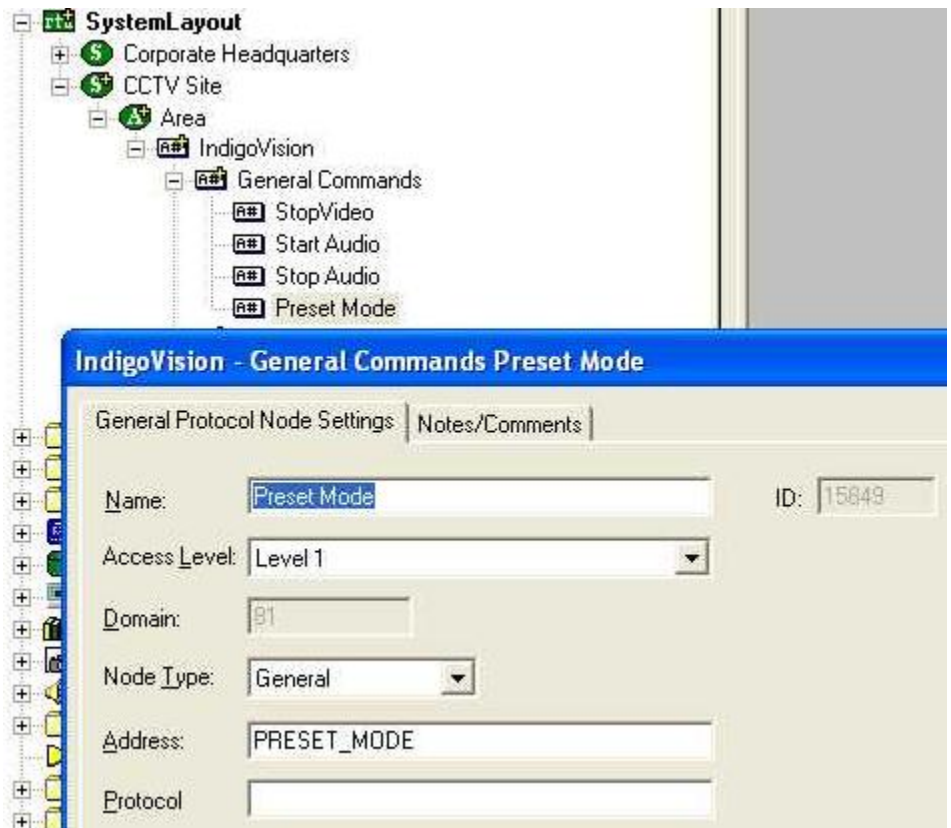 SystemLayout
Corporate Headquarters
CCTV Site
Area
IndigoVision
General Commands
StopVideo
Start Audio
Stop Audio
Preset Mode
IndigoVision - General Commands Preset Mode
General Protocol Node Settings
Notes/Comments
Name: Preset Mode ID: 15649
Access Level: Level 1
Domain: 81
Node Type: General
Address: PRESET_MODE
Protocol